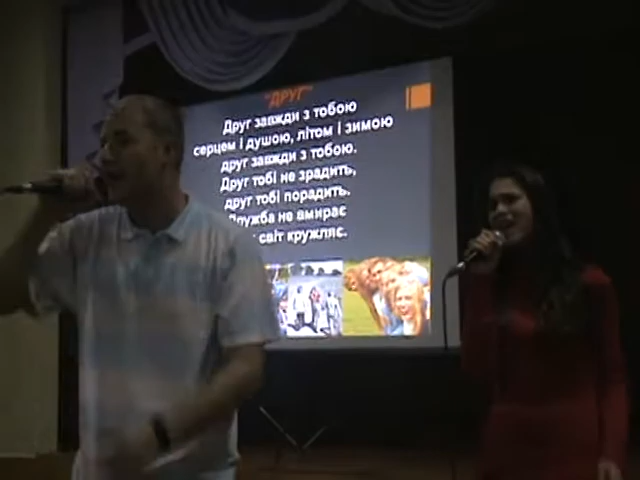 "ДРУГ"
Друг завжди з тобою
серцем і душою, літом і зимою
друг завжди з тобою.
Друг тобі не зрадить,
друг тобі порадить.
Дружба не вмирає
світ кружляє.